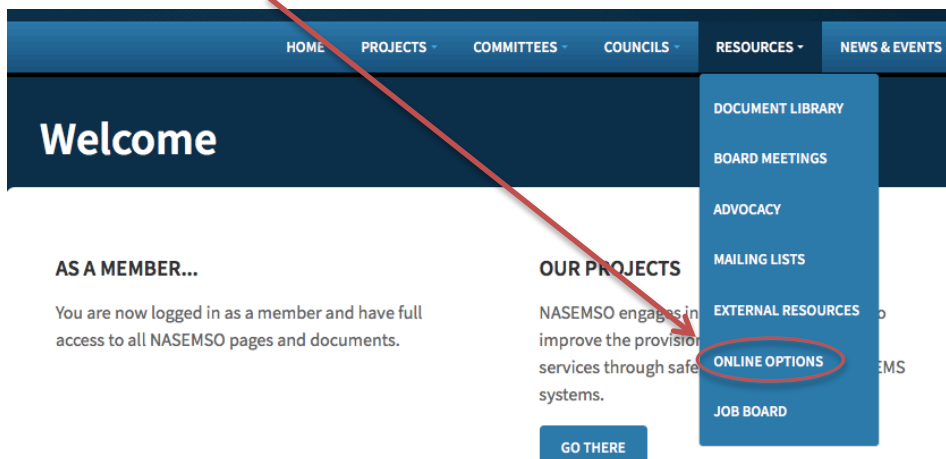 HOME PROJECTS COMMITTEES COUNCILS RESOURCES NEWS & EVENTS
Welcome
DOCUMENT LIBRARY
BOARD MEETINGS
ADVOCACY
MAILING LISTS
EXTERNAL RESOURCES
ONLINE OPTIONS
JOB BOARD
AS A MEMBER...
You are now logged in as a member and have full
access to all NASEMSO pages and documents.
OUR PROJECTS
NASEMSO engages in
improve the provision
services through safe EMS
systems.
GO THERE